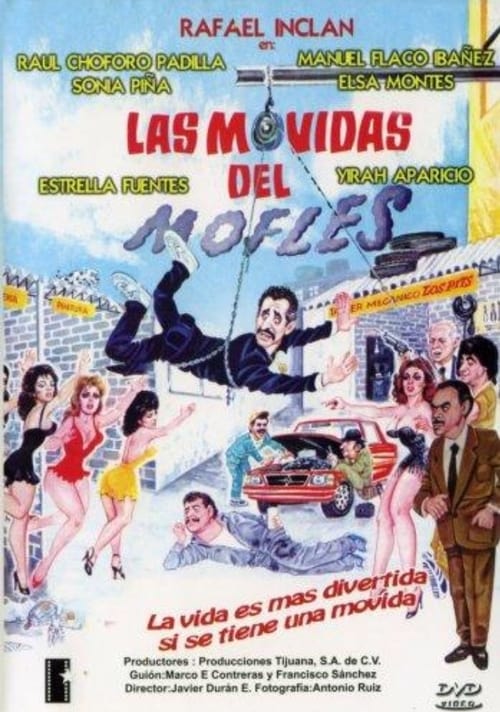 RAFAEL INCLAN
en:
RAUL CHOFORO PADILLA
MANUEL FLACO IBAÑEZ
SONIA PIÑA
ELSA MONTES
LAS MOVIDAS
DEL
MOFLES
ESTRELLA FUENTES
YIRAH APARICIO
PINTURA
MECANICO LOS PITS
La vida es mas divertida
si se tiene una movida
Productores : Producciones Tijuana, S.A. de C.V.
Guión:Marco E Contreras y Francisco Sánchez
Director:Javier Durán E. Fotografia:Antonio Ruiz
DVD
VIDEO